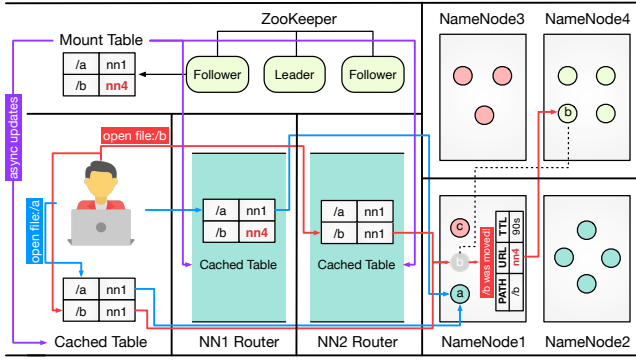 ZooKeeper
Mount Table
/a nn1
/b nn4
Follower
Leader
Follower
async updates
open file:/b
open file:/a
/a nn1
/b nn1
Cached Table
/a nn1
/b nn4
Cached Table
NN1 Router
/a nn1
/b nn1
Cached Table
NN2 Router
NameNode3
NameNode4
b
c
b
a
/b was moved!
PATH URL TTL
/b nn4 90s
NameNode1
NameNode2